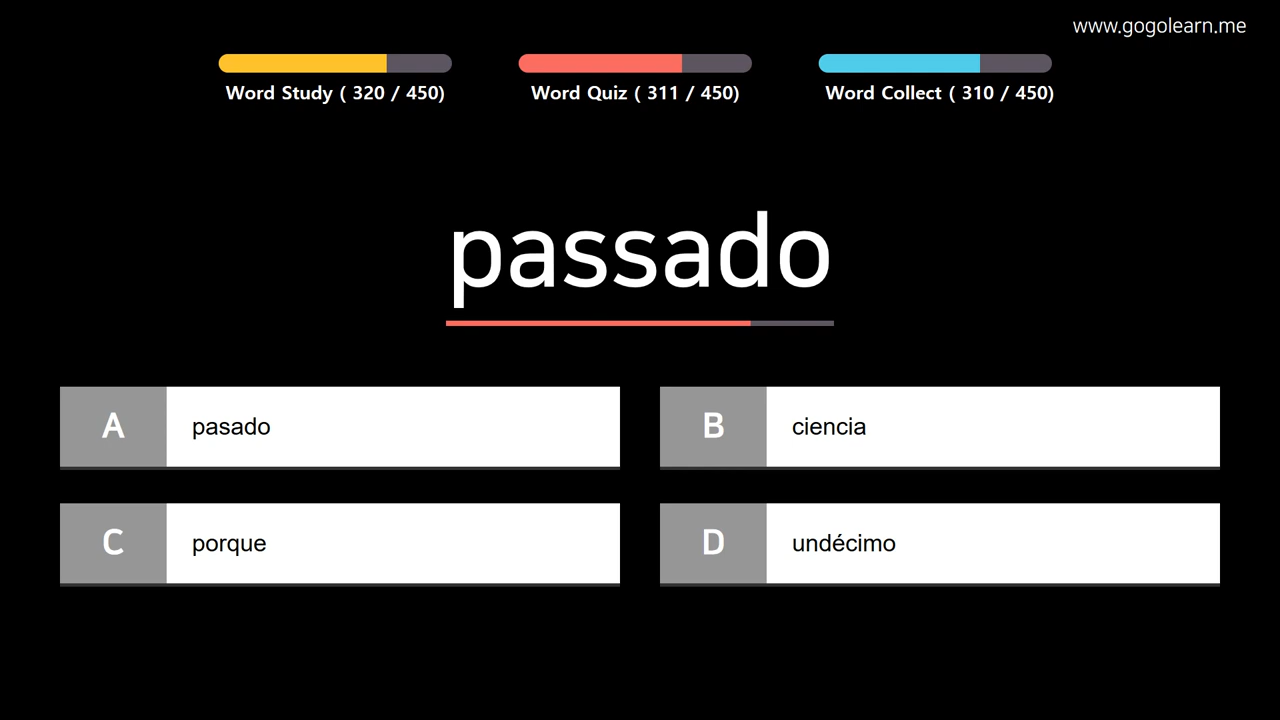 www.gogolearn.me
Word Study ( 320 / 450)
Word Quiz ( 311 / 450)
Word Collect ( 310 / 450)
passado
A pasado
B ciencia
C porque
D undécimo